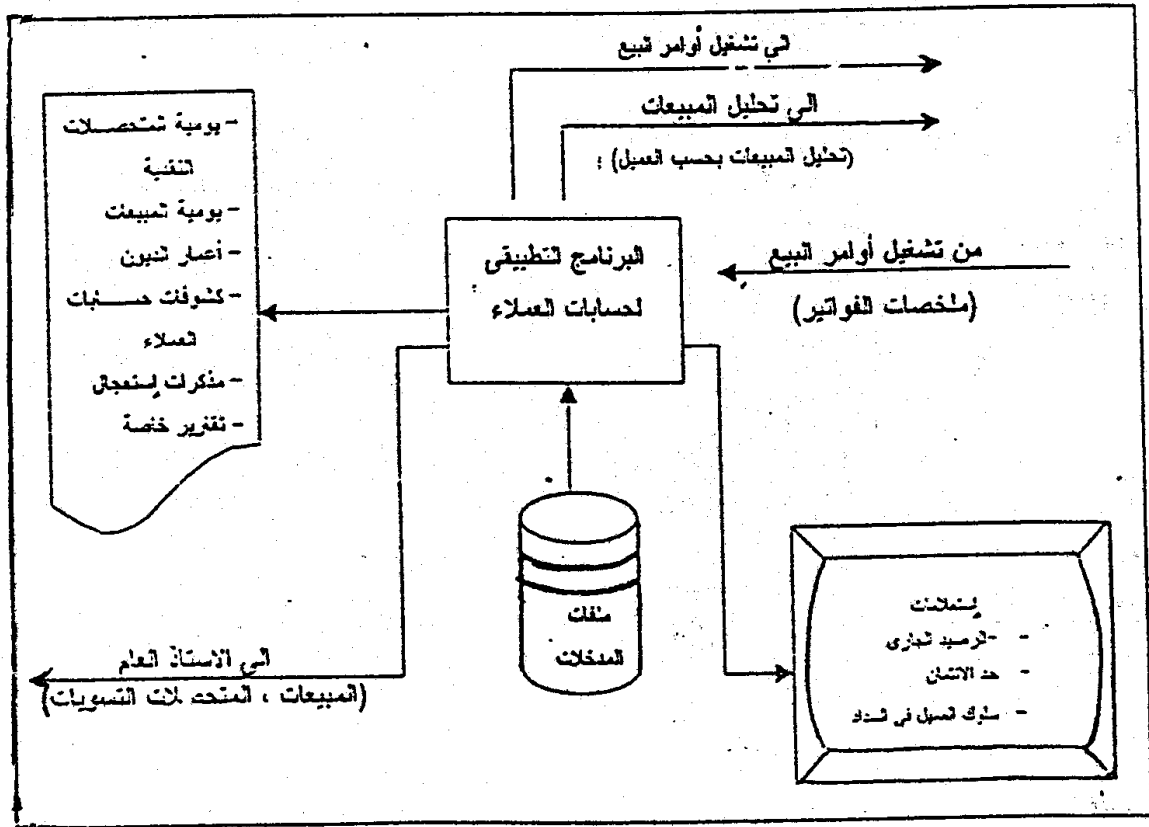 الى تشغيل أوامر البيع
الى تحليل المبيعات
(تحليل المبيعات بحسب العميل) :
- يومية المتحصلات
النقدية
- يومية المبيعات
- أعمار الديون
- كشوفات حسابات
العملاء
- مذكرات إستعجال
- تقارير خاصة
البرنامج التطبيقى
لحسابات العملاء
من تشغيل أوامر البيع
(ملخصات الفواتير)
ملفات
المدخلات
إستعلامات
- -الرصيد الجارى
- حد الائتمان
- سلوك العميل فى السداد
الى الاستاذ العام
(المبيعات ، المتحصلات التسويات)